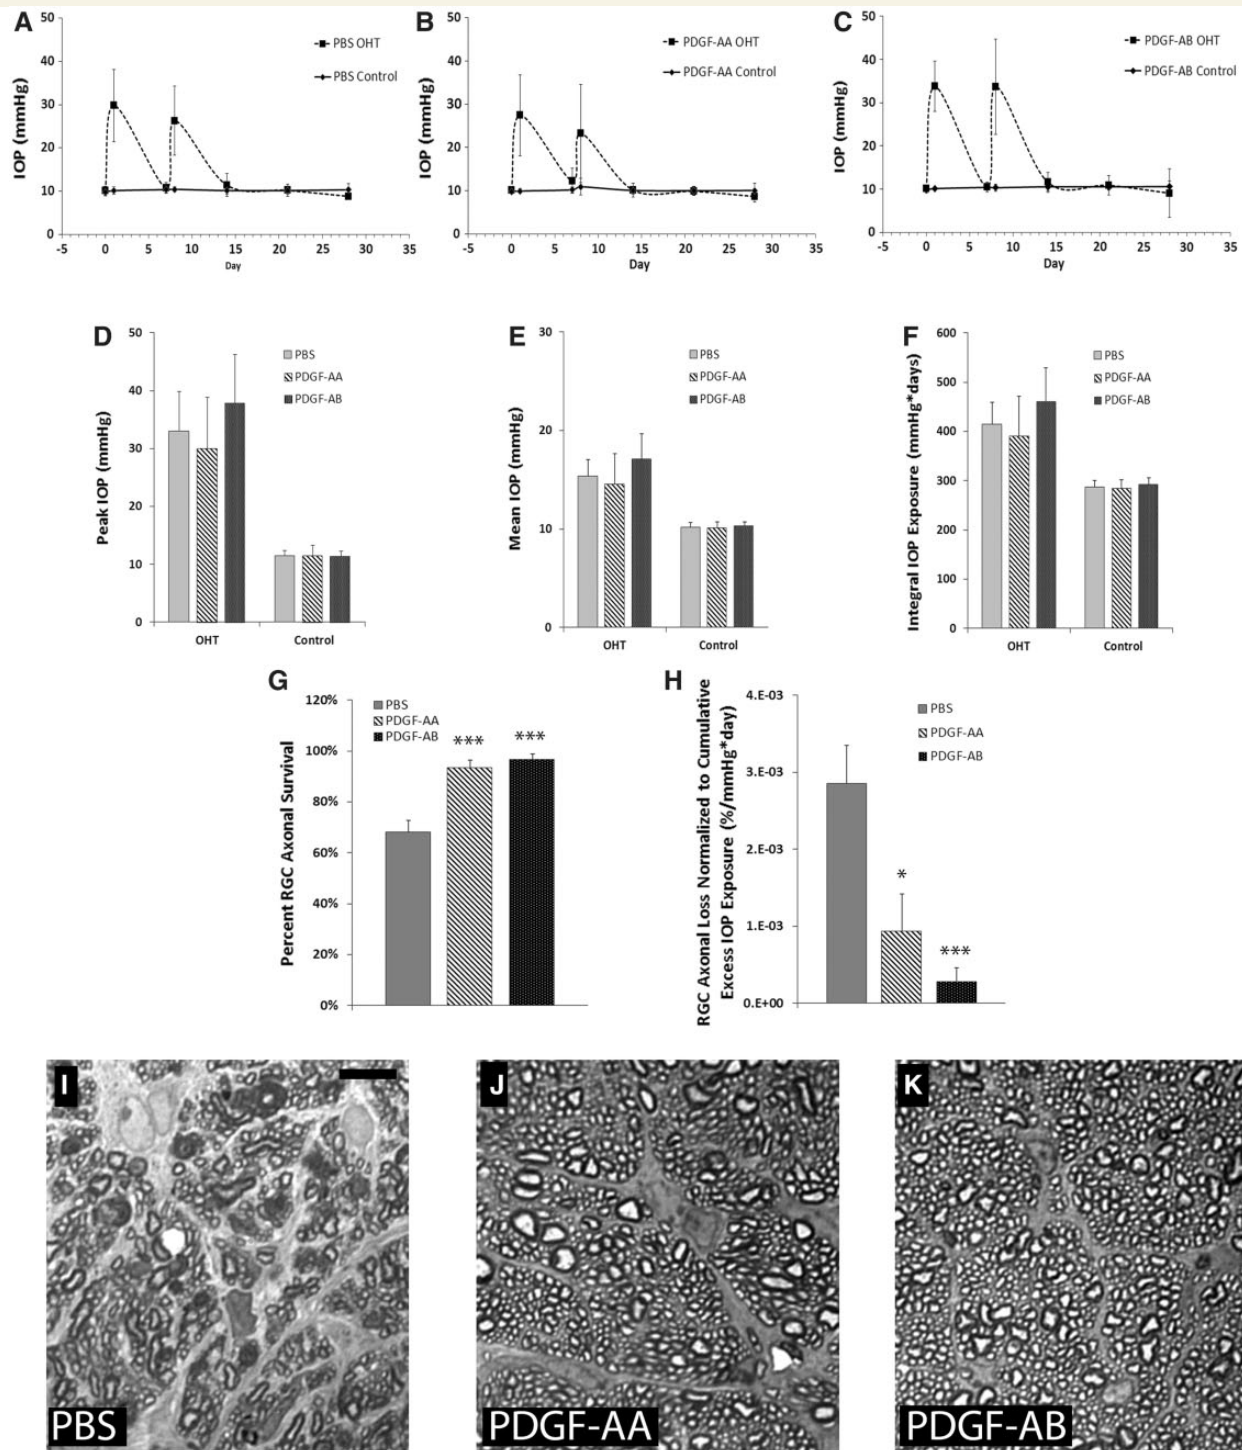 A
50
40
30
20
10
0
IOP (mmHg)
-5 0 5 10 15 20 25 30 35
Day
PBS OHT
PBS Control
B
50
40
30
20
10
0
IOP (mmHg)
-5 0 5 10 15 20 25 30 35
Day
PDGF-AA OHT
PDGF-AA Control
C
50
40
30
20
10
0
IOP (mmHg)
-5 0 5 10 15 20 25 30 35
Day
PDGF-AB OHT
PDGF-AB Control
D
50
40
30
20
10
0
Peak IOP (mmHg)
OHT Control
PBS
PDGF-AA
PDGF-AB
E
30
20
10
0
Mean IOP (mmHg)
OHT Control
PBS
PDGF-AA
PDGF-AB
F
600
500
400
300
200
100
0
Integral IOP Exposure (mmHg*days)
OHT Control
PBS
PDGF-AA
PDGF-AB
G
120%
100%
80%
60%
40%
20%
0%
Percent RGC Axonal Survival
PBS
PDGF-AA
PDGF-AB
*** ***
H
4.E-03
3.E-03
2.E-03
1.E-03
0.E+00
RGC Axonal Loss Normalized to Cumulative
Excess IOP Exposure (%/mmHg*day)
PBS
PDGF-AA
PDGF-AB
*
***
I
PBS
J
PDGF-AA
K
PDGF-AB